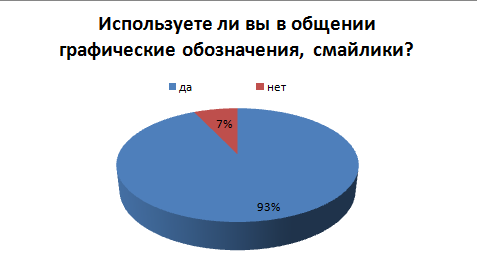 Используете ли вы в общении
графические обозначения, смайлики?
да нет
7%
93%